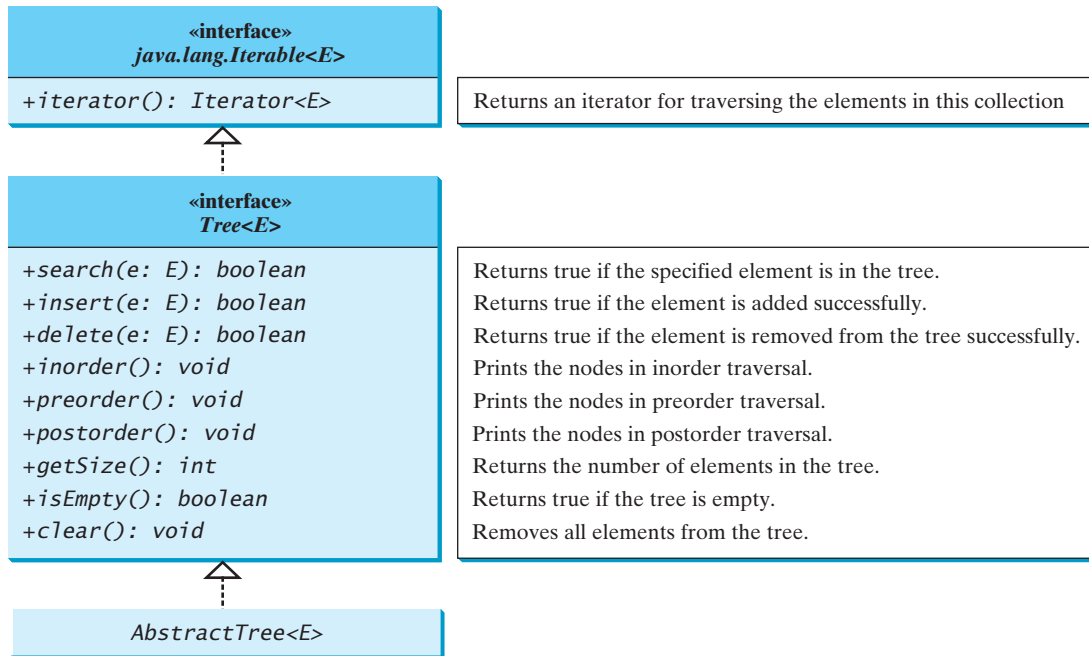 «interface»
java.lang.Iterable<E>
+iterator(): Iterator<E>
Returns an iterator for traversing the elements in this collection
«interface»
Tree<E>
+search(e: E): boolean
Returns true if the specified element is in the tree.
+insert(e: E): boolean
Returns true if the element is added successfully.
+delete(e: E): boolean
Returns true if the element is removed from the tree successfully.
+inorder(): void
Prints the nodes in inorder traversal.
+preorder(): void
Prints the nodes in preorder traversal.
+postorder(): void
Prints the nodes in postorder traversal.
+getSize(): int
Returns the number of elements in the tree.
+isEmpty(): boolean
Returns true if the tree is empty.
+clear(): void
Removes all elements from the tree.
AbstractTree<E>